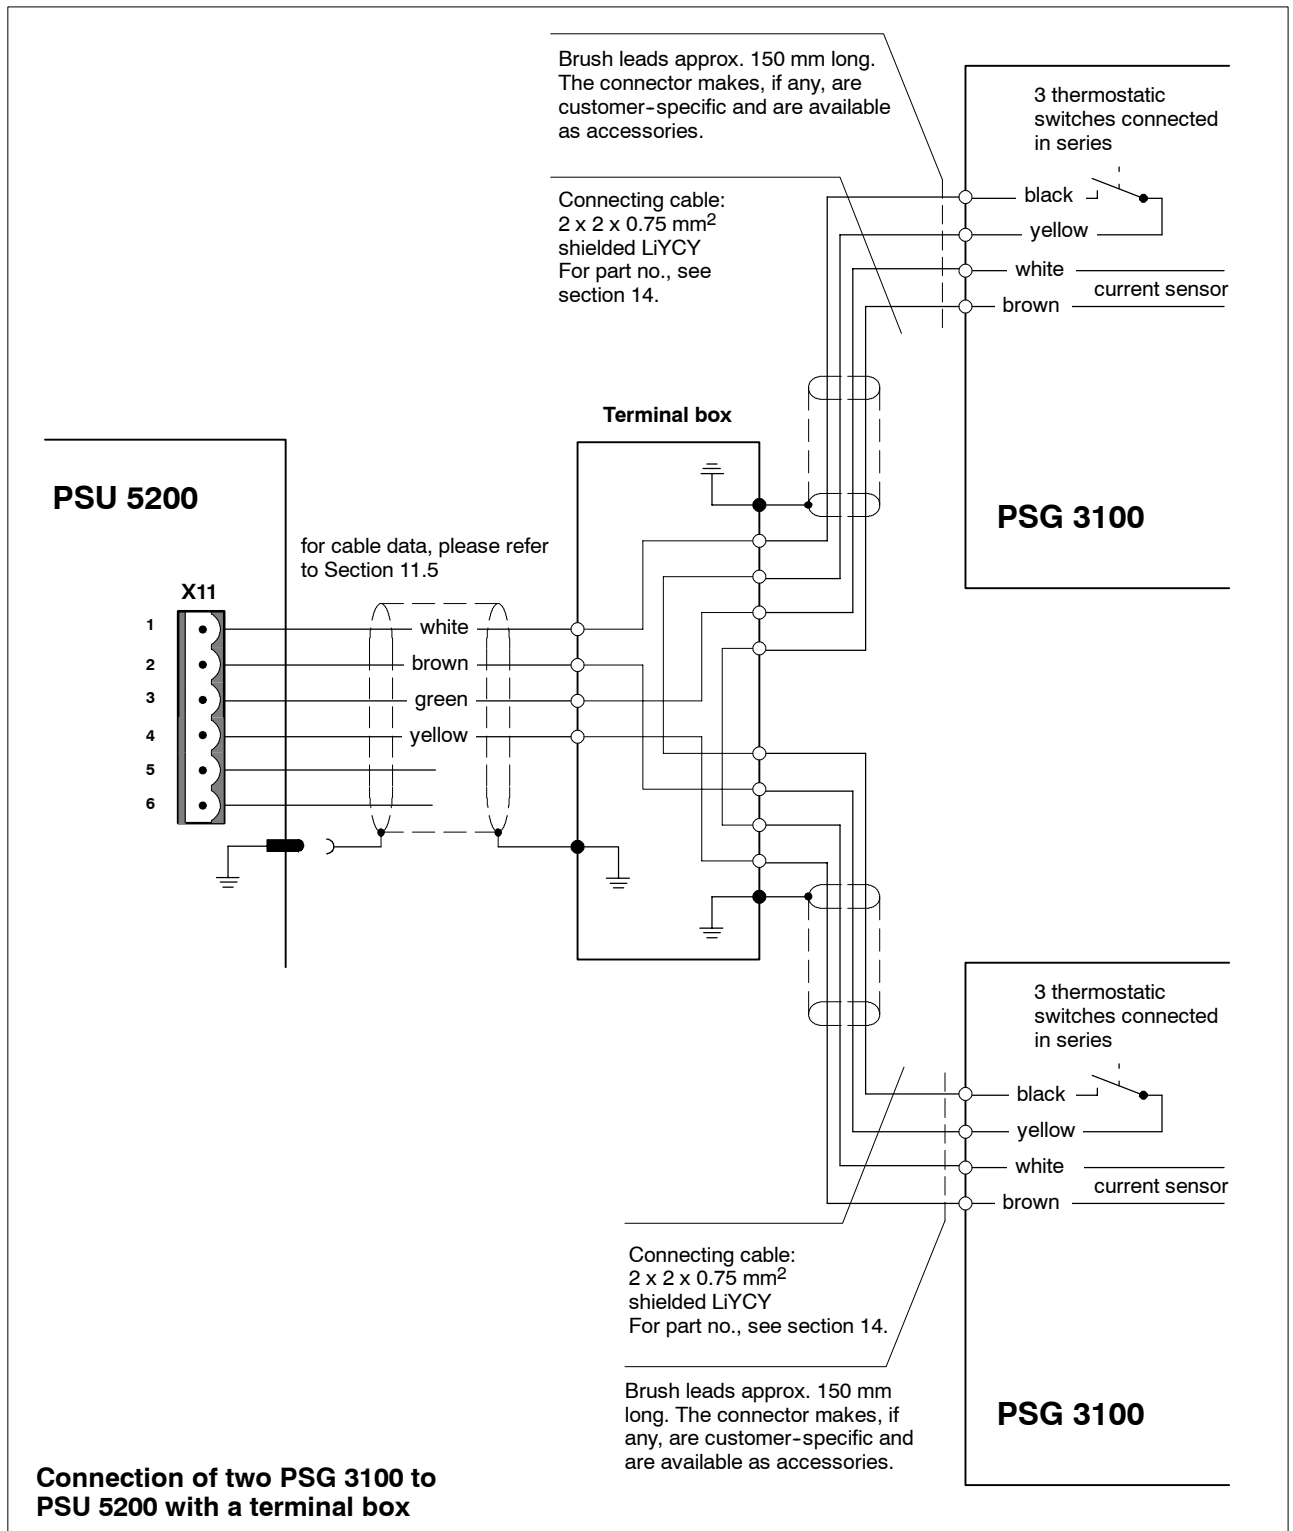 Brush leads approx. 150 mm long.
The connector makes, if any, are
customer-specific and are available
as accessories.
3 thermostatic
switches connected
in series
Connecting cable:
2 x 2 x 0.75 mm2
shielded LiYCY
For part no., see
section 14.
black
yellow
white
current sensor
brown
Terminal box
PSU 5200
PSG 3100
for cable data, please refer
to Section 11.5
X11
1
white
2
brown
3
green
4
yellow
5
6
3 thermostatic
switches connected
in series
black
yellow
white
current sensor
brown
Connecting cable:
2 x 2 x 0.75 mm2
shielded LiYCY
For part no., see section 14.
Brush leads approx. 150 mm
long. The connector makes, if
any, are customer-specific and
are available as accessories.
PSG 3100
Connection of two PSG 3100 to
PSU 5200 with a terminal box